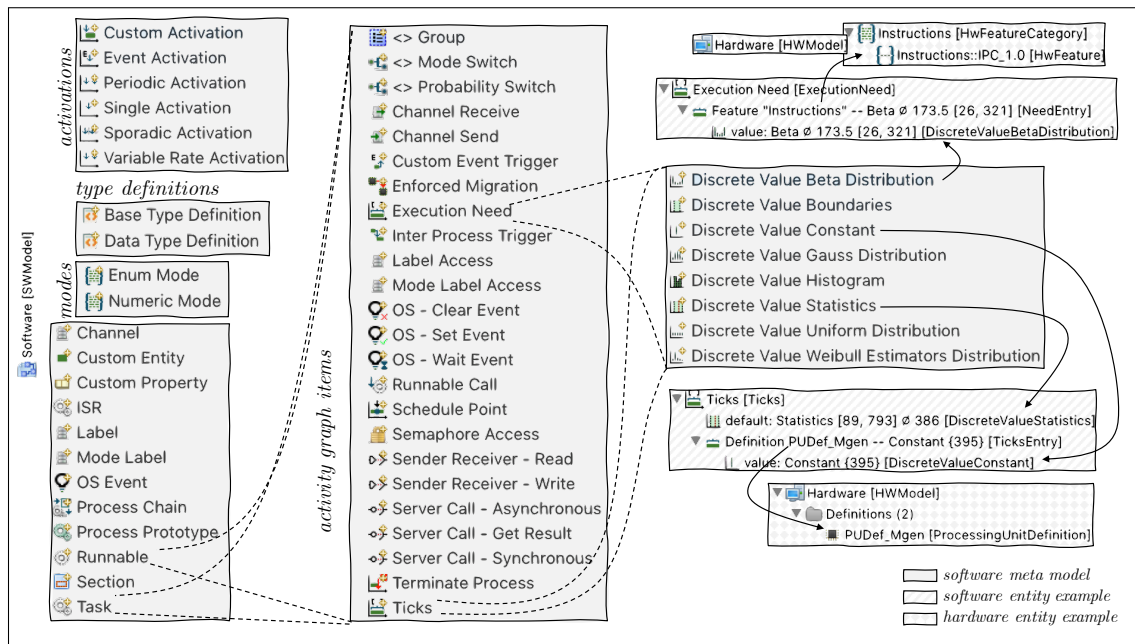 Software [SWModel]
activations
Custom Activation
Event Activation
Periodic Activation
Single Activation
Sporadic Activation
Variable Rate Activation
type definitions
Base Type Definition
Data Type Definition
modes
Enum Mode
Numeric Mode
Channel
Custom Entity
Custom Property
ISR
Label
Mode Label
OS Event
Process Chain
Process Prototype
Runnable
Section
Task
activity graph items
<> Group
<> Mode Switch
<> Probability Switch
Channel Receive
Channel Send
Custom Event Trigger
Enforced Migration
Execution Need
Inter Process Trigger
Label Access
Mode Label Access
OS - Clear Event
OS - Set Event
OS - Wait Event
Runnable Call
Schedule Point
Semaphore Access
Sender Receiver - Read
Sender Receiver - Write
Server Call - Asynchronous
Server Call - Get Result
Server Call - Synchronous
Terminate Process
Ticks
Hardware [HWModel]
Instructions [HwFeatureCategory]
Instructions::IPC_1.0 [HwFeature]
Execution Need [ExecutionNeed]
Feature "Instructions" -- Beta ∅ 173.5 [26, 321] [NeedEntry]
value: Beta ∅ 173.5 [26, 321] [DiscreteValueBetaDistribution]
Discrete Value Beta Distribution
Discrete Value Boundaries
Discrete Value Constant
Discrete Value Gauss Distribution
Discrete Value Histogram
Discrete Value Statistics
Discrete Value Uniform Distribution
Discrete Value Weibull Estimators Distribution
Ticks [Ticks]
default: Statistics [89, 793] ∅ 386 [DiscreteValueStatistics]
Definition PUDef_Mgen -- Constant {395} [TicksEntry]
value: Constant {395} [DiscreteValueConstant]
Hardware [HWModel]
Definitions (2)
PUDef_Mgen [ProcessingUnitDefinition]
software meta model
software entity example
hardware entity example